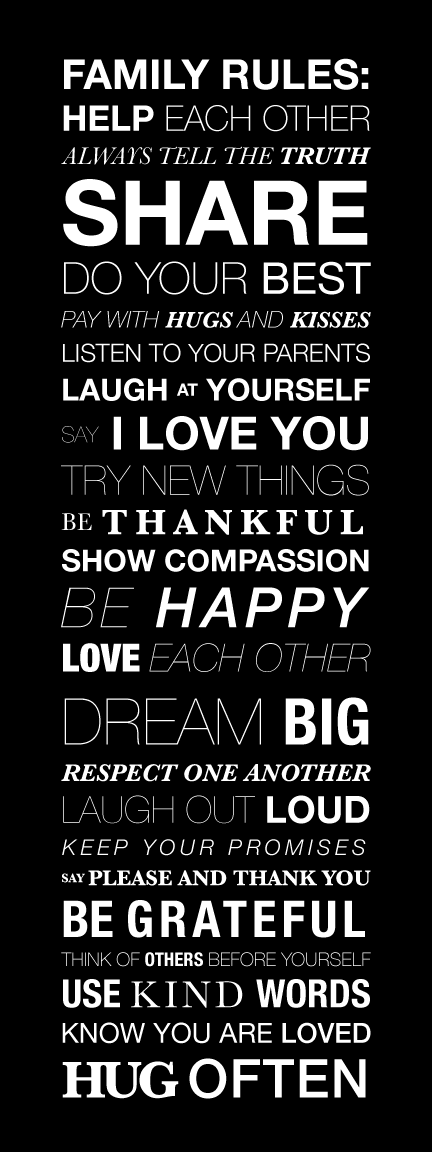 FAMILY RULES:
HELP EACH OTHER
ALWAYS TELL THE TRUTH
SHARE
DO YOUR BEST
PAY WITH HUGS AND KISSES
LISTEN TO YOUR PARENTS
LAUGH AT YOURSELF
SAY I LOVE YOU
TRY NEW THINGS
BE THANKFUL
SHOW COMPASSION
BE HAPPY
LOVE EACH OTHER
DREAM BIG
RESPECT ONE ANOTHER
LAUGH OUT LOUD
KEEP YOUR PROMISES
SAY PLEASE AND THANK YOU
BE GRATEFUL
THINK OF OTHERS BEFORE YOURSELF
USE KIND WORDS
KNOW YOU ARE LOVED
HUG OFTEN